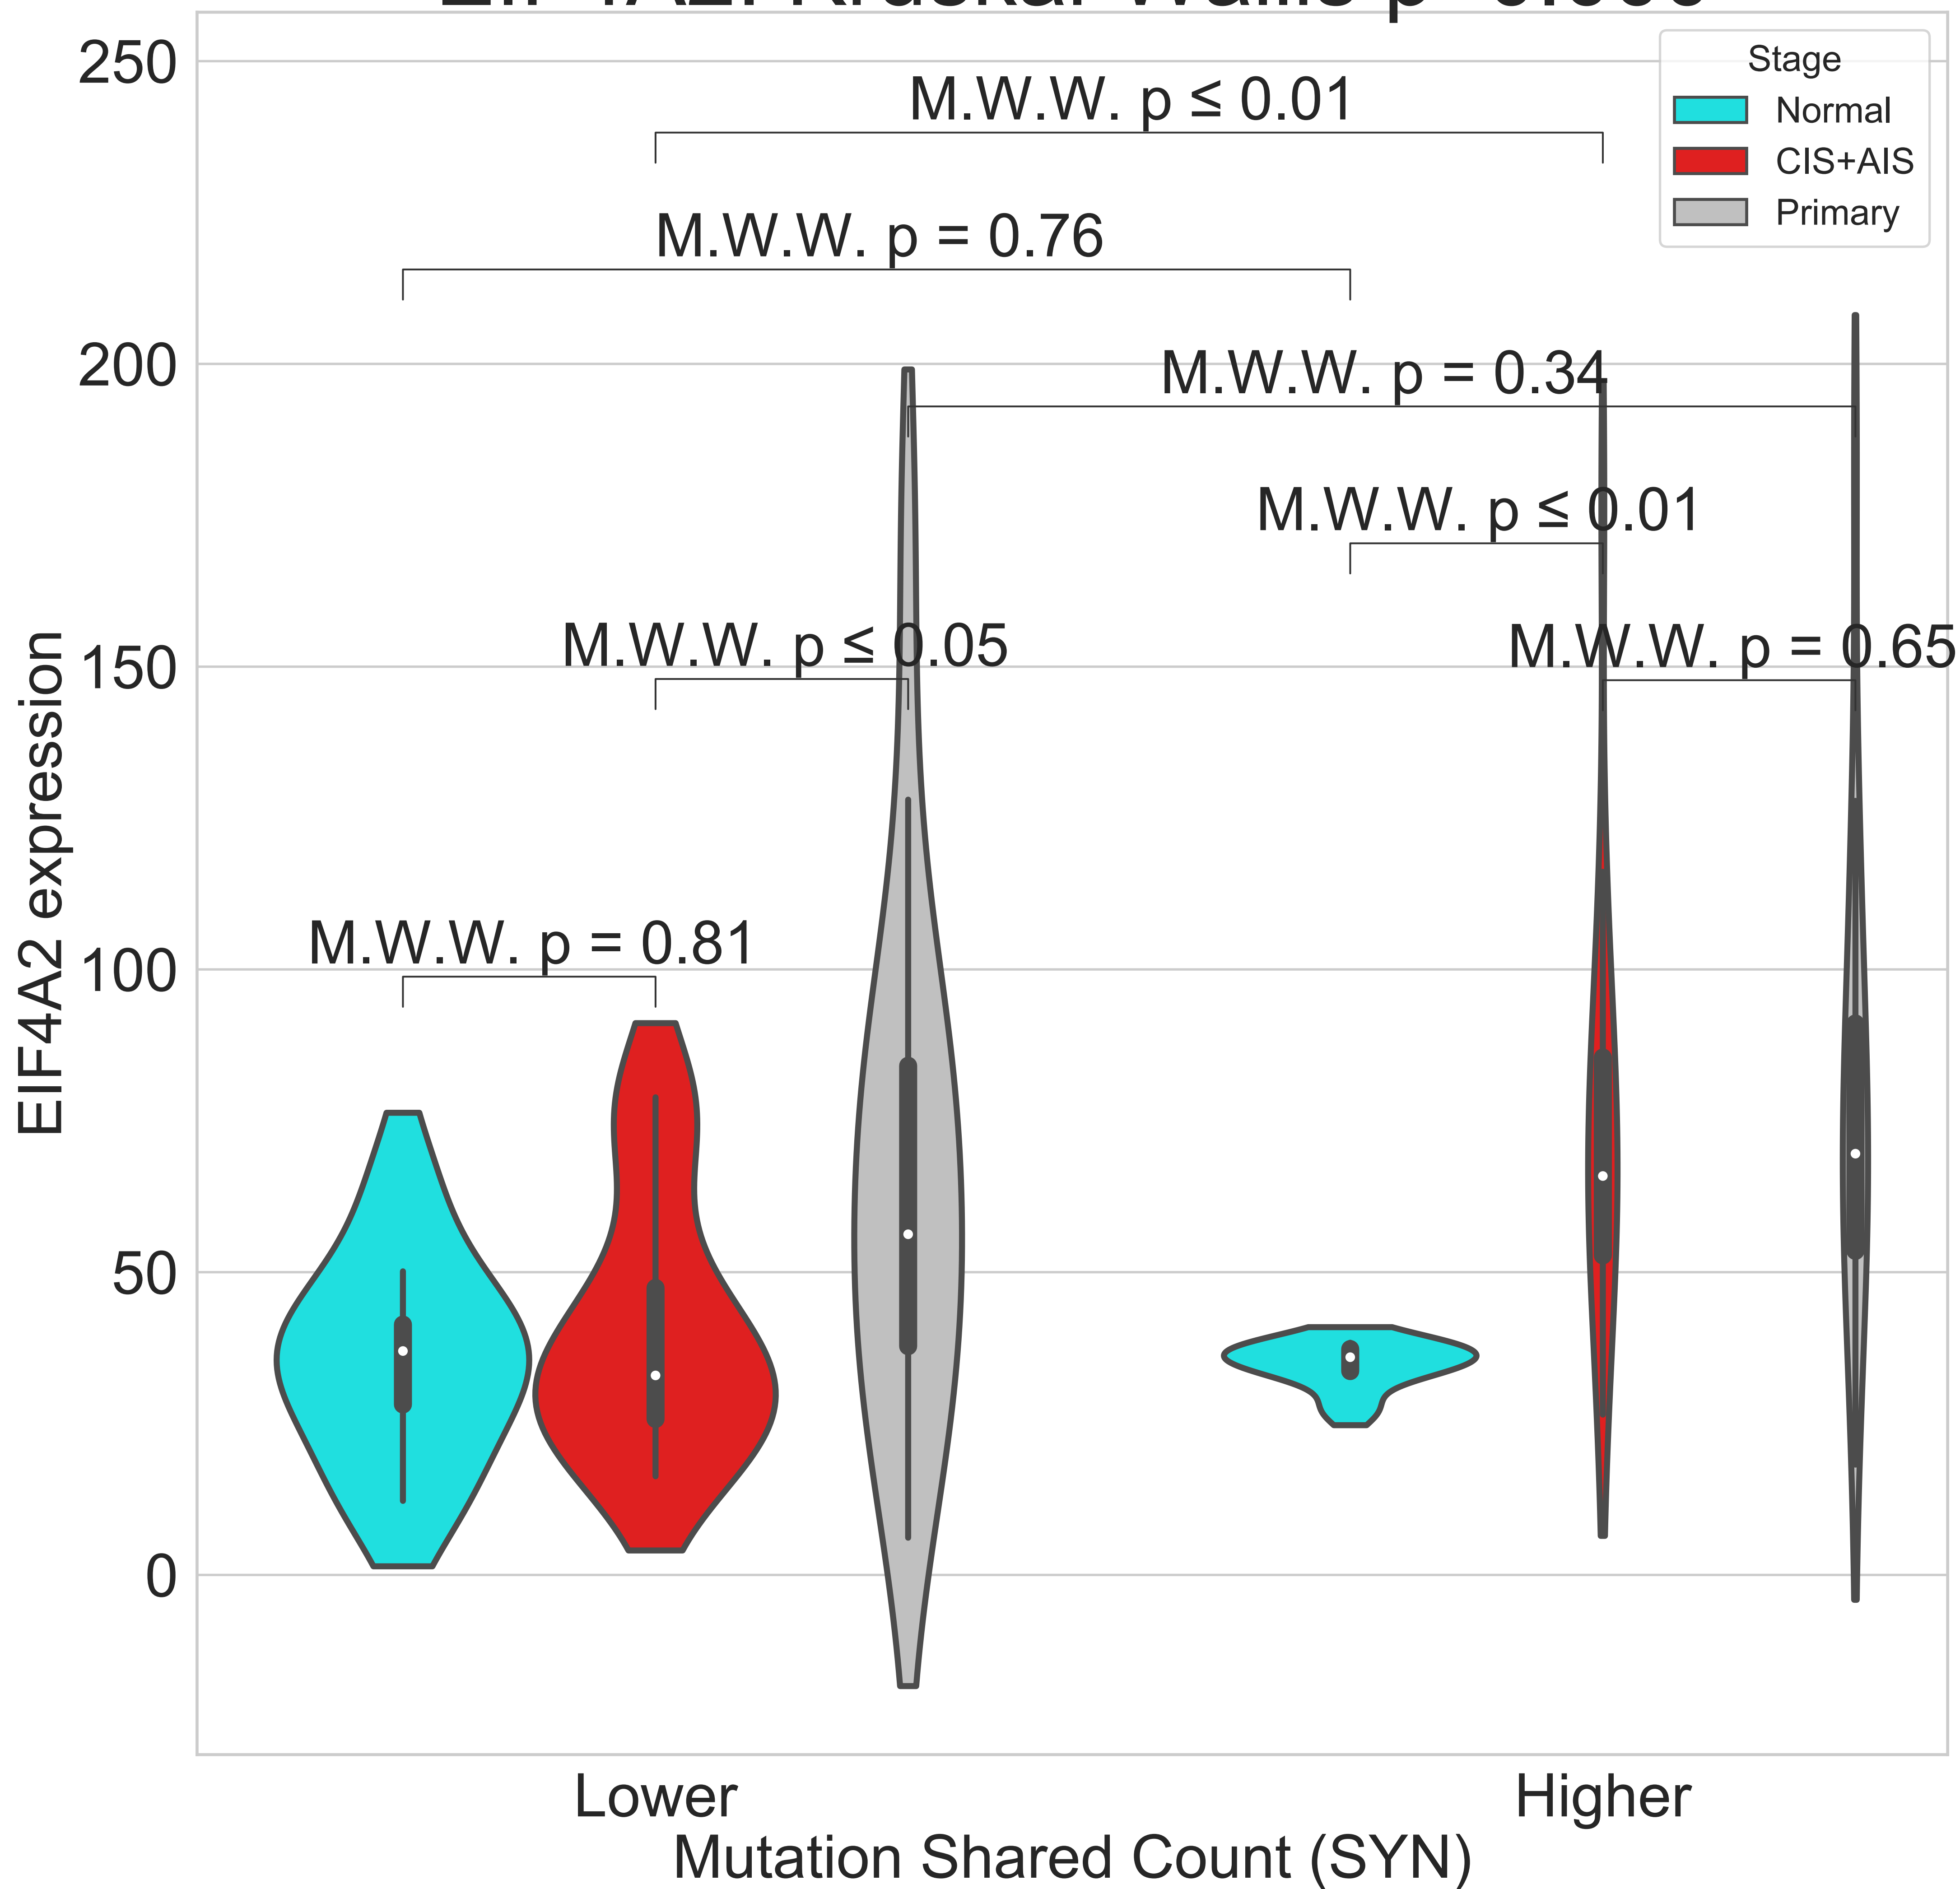 250
M.W.W. p ≤ 0.01
Stage
Normal
CIS+AIS
Primary
M.W.W. p = 0.76
200
M.W.W. p = 0.34
M.W.W. p ≤ 0.01
M.W.W. p ≤ 0.05
M.W.W. p = 0.65
150
EIF4A2 expression
100
M.W.W. p = 0.81
50
0
Lower
Higher
Mutation Shared Count (SYN)